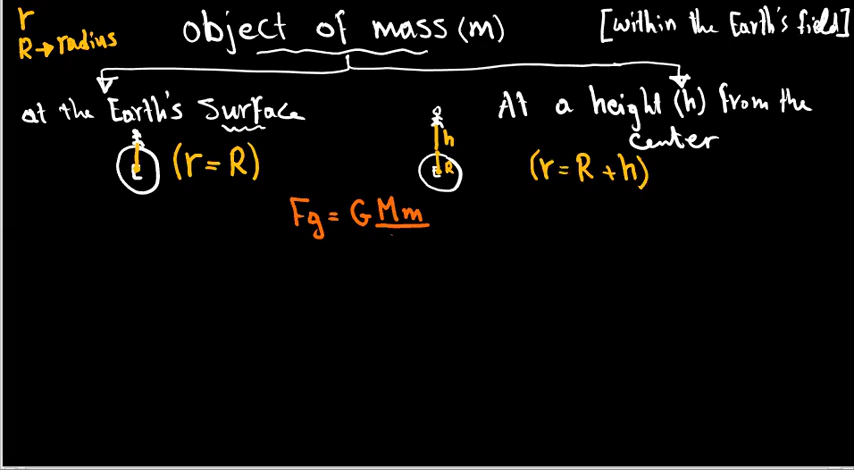 r
R→radius
object of mass (m)
[within the Earth's field]
at the Earth's Surface
At a height (h) from the
center
(r = R)
h
R
E
E
(r = R + h)
Fg = G Mm